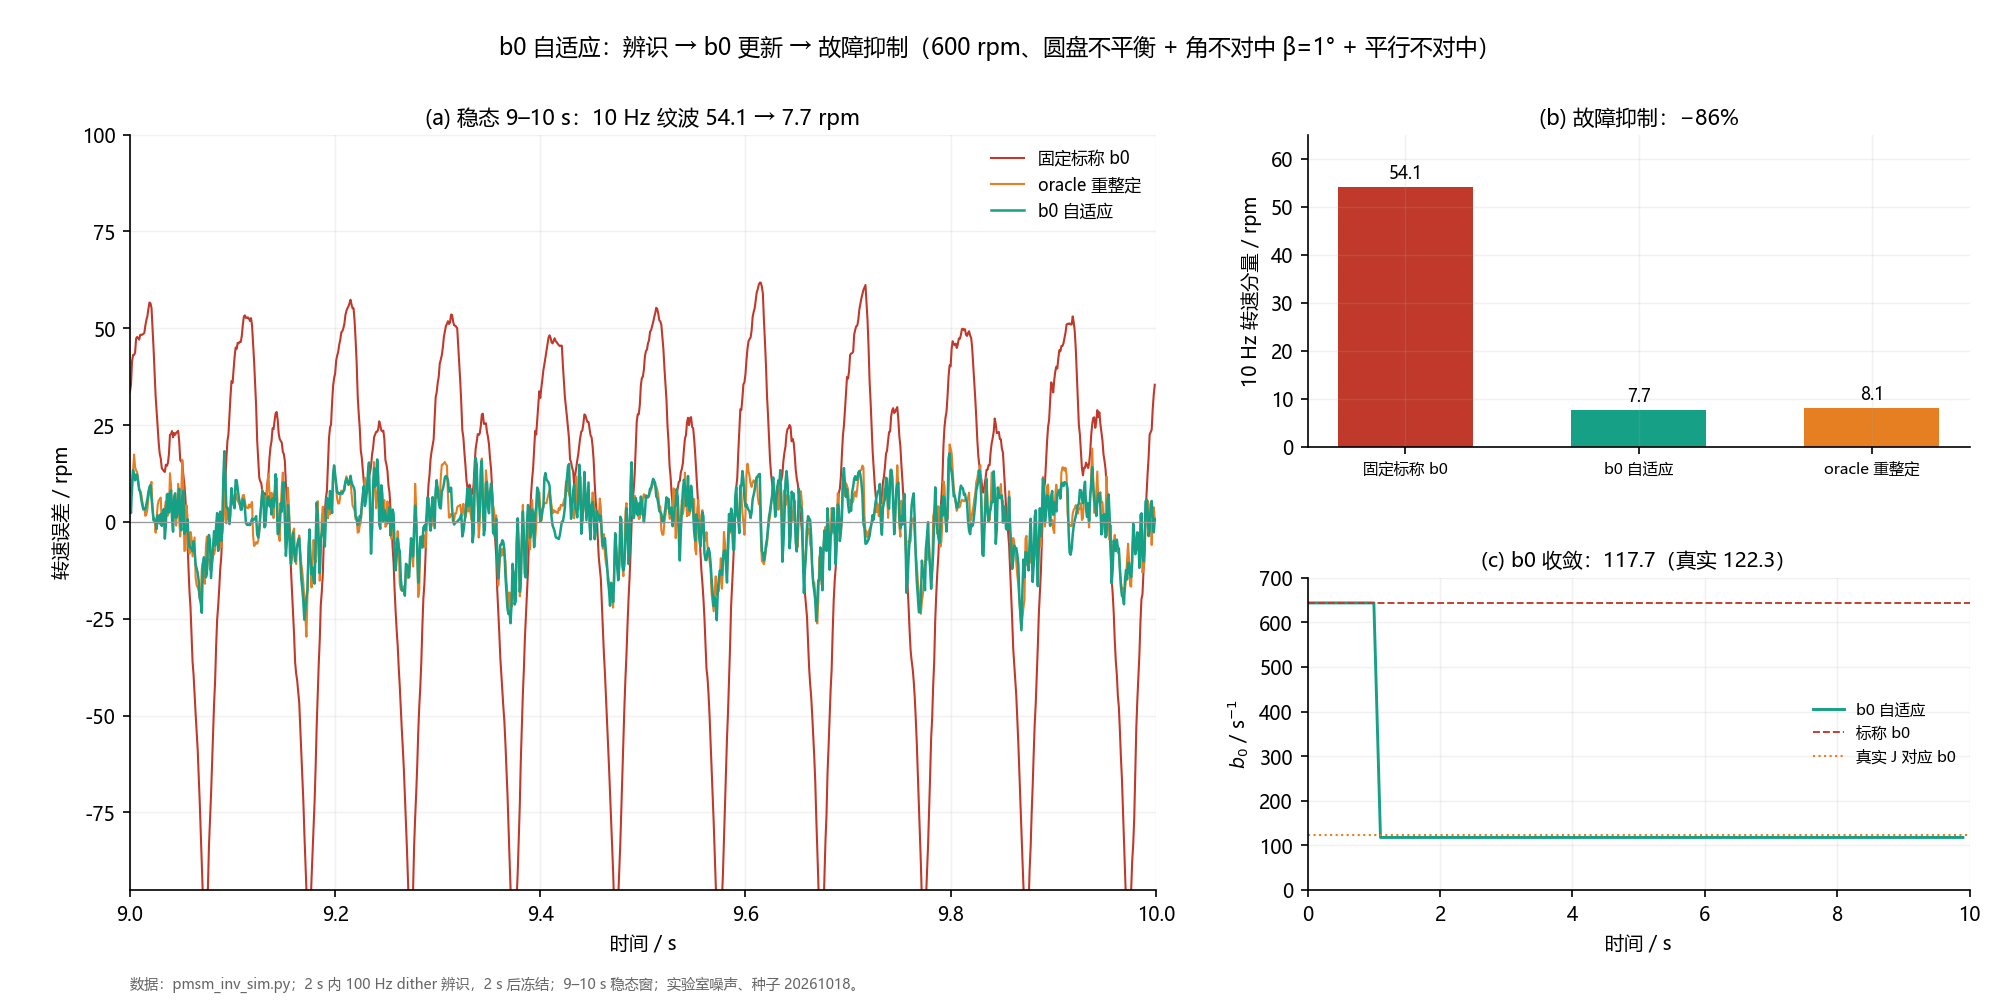 b0 自适应：辨识 → b0 更新 → 故障抑制（600 rpm、圆盘不平衡 + 角不对中 β=1° + 平行不对中）
(a) 稳态 9–10 s：10 Hz 纹波 54.1 → 7.7 rpm
转速误差 / rpm
100
75
50
25
0
-25
-50
-75
9.0
9.2
9.4
9.6
9.8
10.0
时间 / s
固定标称 b0
oracle 重整定
b0 自适应
(b) 故障抑制：−86%
10 Hz 转速分量 / rpm
60
50
40
30
20
10
0
54.1
7.7
8.1
固定标称 b0
b0 自适应
oracle 重整定
(c) b0 收敛：117.7（真实 122.3）
b₀ / s⁻¹
700
600
500
400
300
200
100
0
b0 自适应
标称 b0
真实 J 对应 b0
0
2
4
6
8
10
时间 / s
数据：pmsm_inv_sim.py；2 s 内 100 Hz dither 辨识，2 s 后冻结；9–10 s 稳态窗；实验室噪声、种子 20261018。